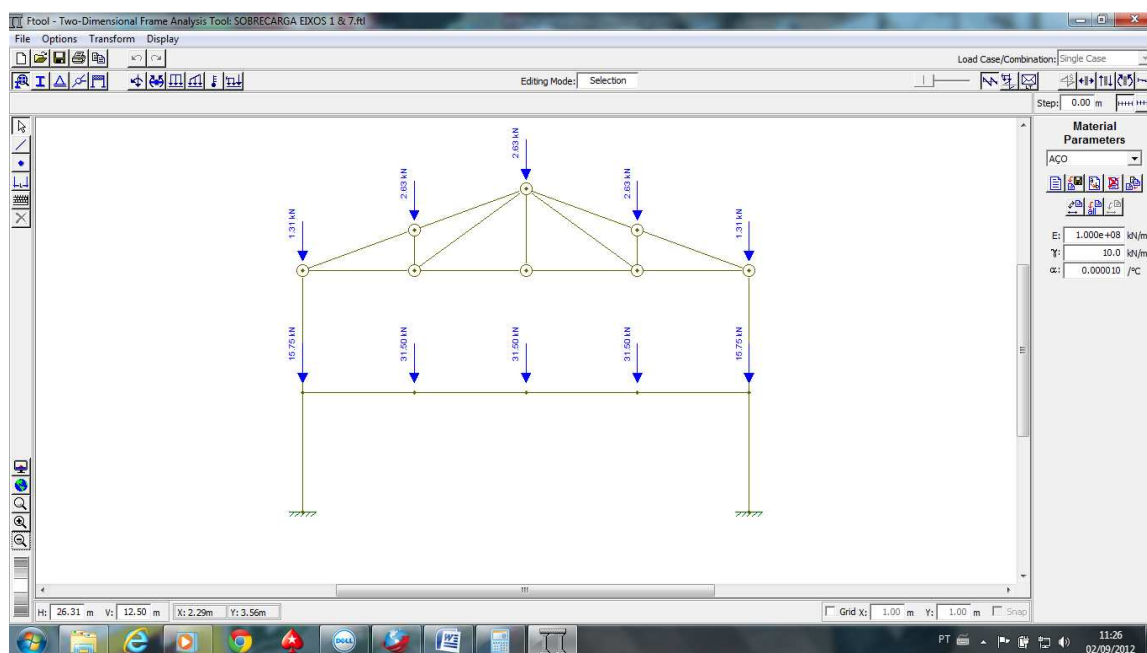 Ftool - Two-Dimensional Frame Analysis Tool: SOBRECARGA EIXOS 1 & 7.ftl
File Options Transform Display
Load Case/Combination: Single Case
Editing Mode: Selection
Step: 0.00 m
Material Parameters
AÇO
E: 1.000e+08 kN/m
γ: 10.0 kN/m
α: 0.000010 /°C
2.63 kN
2.63 kN
2.63 kN
1.31 kN
1.31 kN
15.75 kN
31.50 kN
31.50 kN
31.50 kN
15.75 kN
H: 26.31 m V: 12.50 m X: 2.29m Y: 3.56m
Grid X: 1.00 m Y: 1.00 m Snap
DELL
PT
11:26
02/09/2012